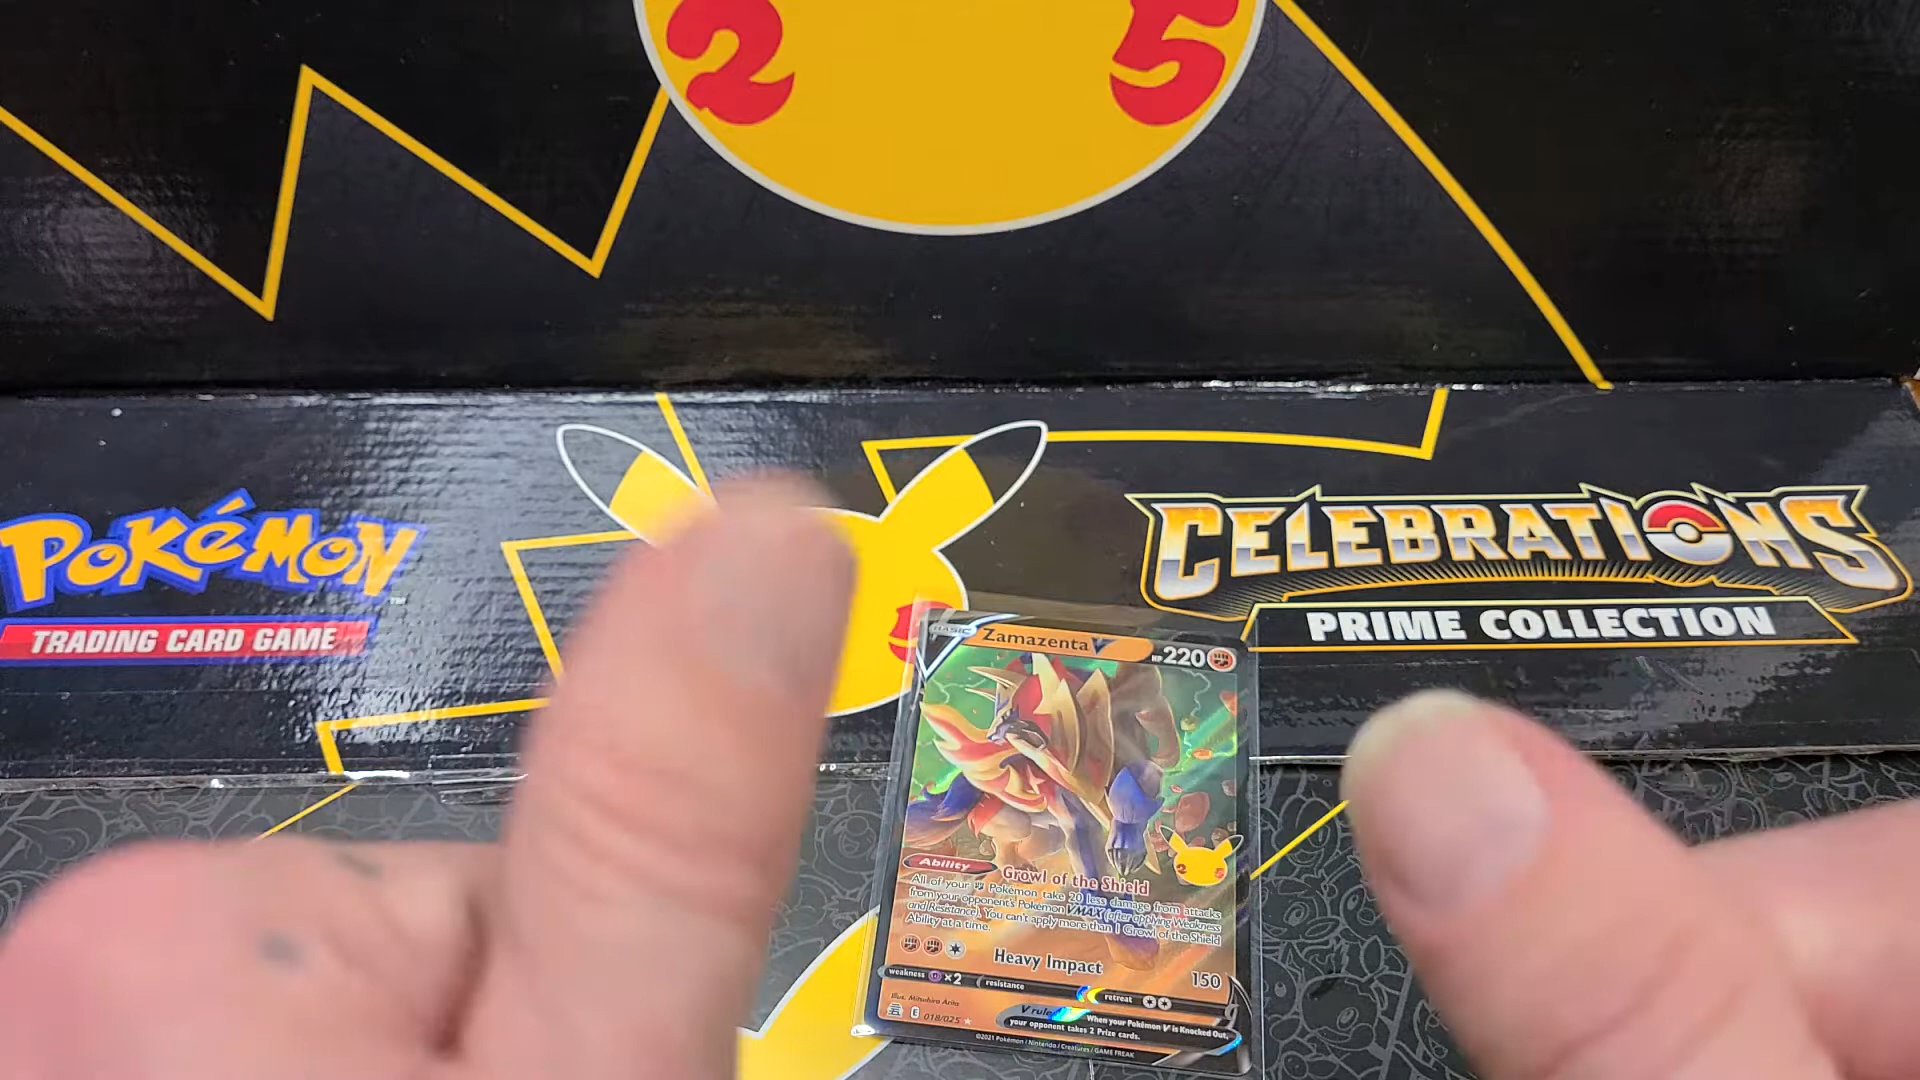 2 5
Pokémon
TRADING CARD GAME
CELEBRATIONS
PRIME COLLECTION
BASIC Zamazenta V HP 220
2 5
Ability Growl of the Shield
All of your Pokémon take 20 less damage from attacks
from your opponent's Pokémon VMAX (after applying Weakness
and Resistance). You can't apply more than 1 Growl of the Shield
Ability at a time.
Heavy Impact 150
weakness ×2 resistance retreat
Illus. Mitsuhiro Arita
E 018/025
V rule When your Pokémon V is Knocked Out,
your opponent takes 2 Prize cards.
©2021 Pokémon / Nintendo / Creatures / GAME FREAK